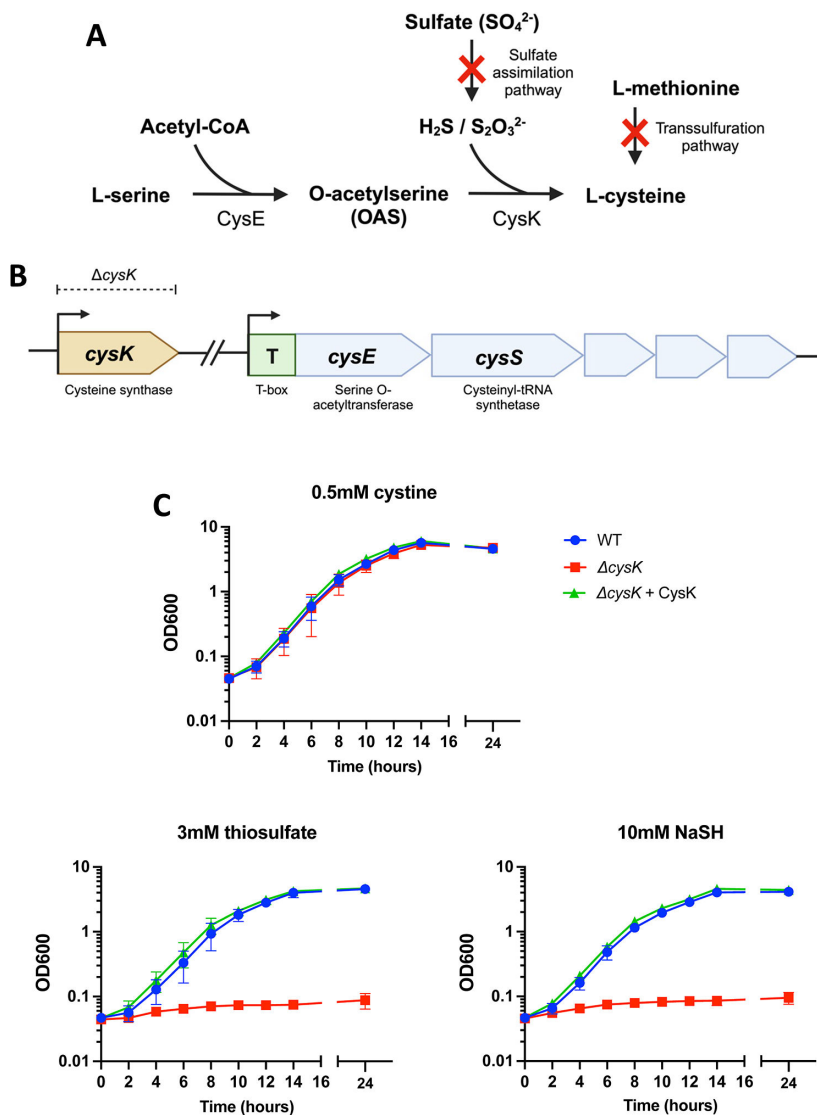 A
Sulfate (SO₄²⁻)
Sulfate
assimilation
pathway
L-methionine
Acetyl-CoA
H₂S / S₂O₃²⁻
Transsulfuration
pathway
L-serine
O-acetylserine
(OAS)
L-cysteine
CysE
CysK
B
ΔcysK
cysK
T
cysE
cysS
Cysteine synthase
T-box
Serine O-
acetyltransferase
Cysteinyl-tRNA
synthetase
C
0.5mM cystine
10
1
0.1
0.01
OD600
0 2 4 6 8 10 12 14 16 24
Time (hours)
WT
ΔcysK
ΔcysK + CysK
3mM thiosulfate
10
1
0.1
0.01
OD600
0 2 4 6 8 10 12 14 16 24
Time (hours)
10mM NaSH
10
1
0.1
0.01
OD600
0 2 4 6 8 10 12 14 16 24
Time (hours)